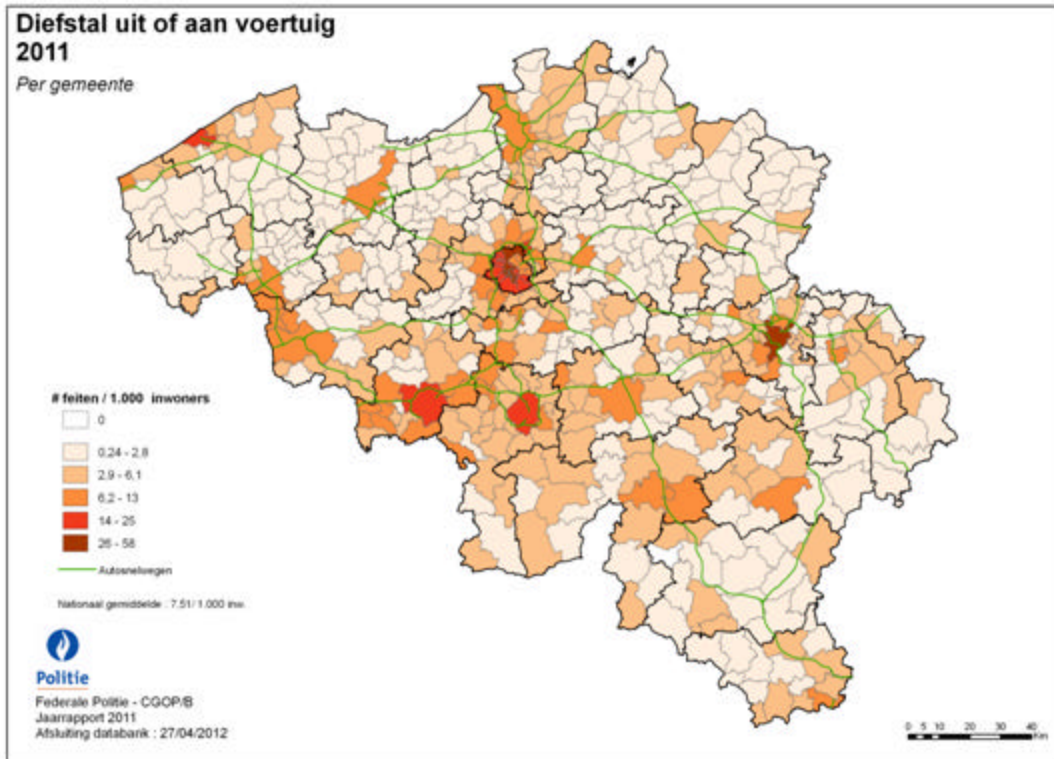 Diefstal uit of aan voertuig
2011
Per gemeente
# feiten / 1.000 inwoners
0
0,24 - 2,8
2,9 - 6,1
6,2 - 13
14 - 25
26 - 58
Autosnelwegen
Nationaal gemiddelde : 7,51/ 1.000 inw.
Politie
Federale Politie - CGOP/B
Jaarrapport 2011
Afsluiting databank : 27/04/2012
0 5 10 20 30 40
Km